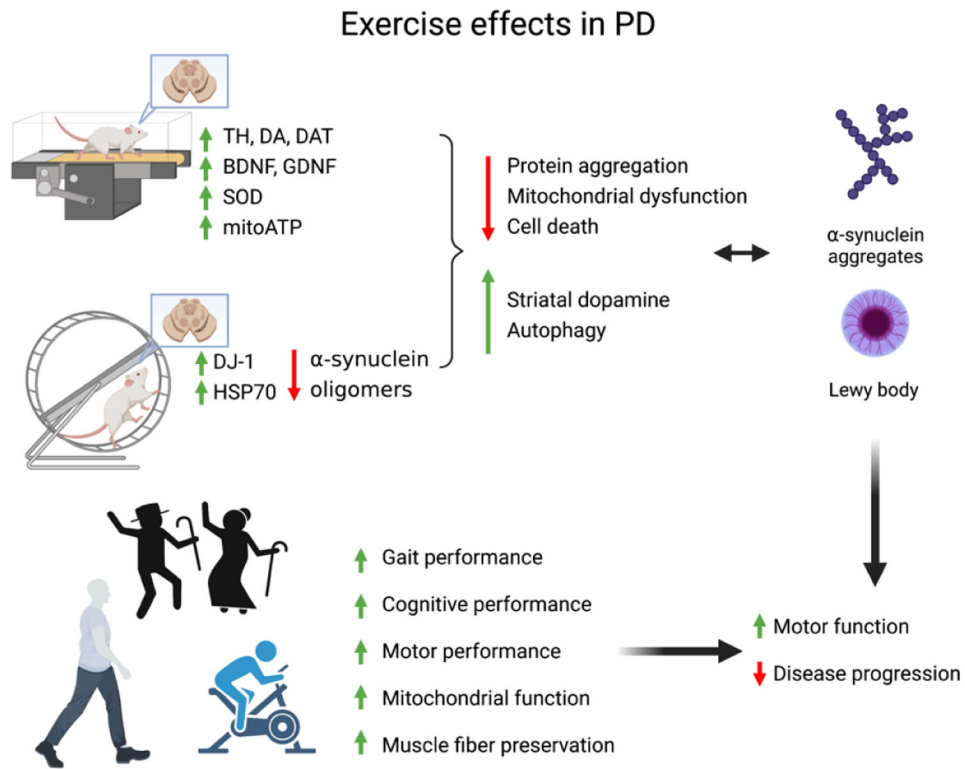 Exercise effects in PD
TH, DA, DAT
BDNF, GDNF
SOD
mitoATP
DJ-1
HSP70
α-synuclein
oligomers
Protein aggregation
Mitochondrial dysfunction
Cell death
Striatal dopamine
Autophagy
α-synuclein
aggregates
Lewy body
Gait performance
Cognitive performance
Motor performance
Mitochondrial function
Muscle fiber preservation
Motor function
Disease progression